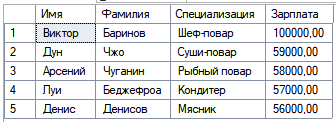 Имя Фамилия Специализация Зарплата
1 Виктор Баринов Шеф-повар 100000,00
2 Дун Чжо Суши-повар 59000,00
3 Арсений Чуганин Рыбный повар 58000,00
4 Луи Беджефроа Кондитер 57000,00
5 Денис Денисов Мясник 56000,00